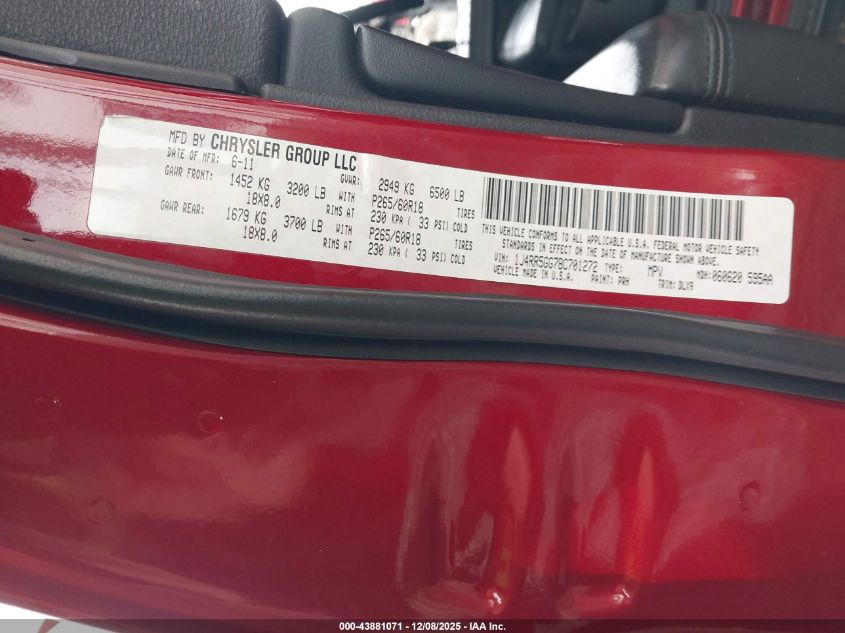 MFD BY CHRYSLER GROUP LLC
DATE OF MFR: 6-11 GVWR: 2949 KG 6500 LB
GAWR FRONT: 1452 KG 3200 LB WITH P265/60R18 TIRES
18X8.0 RIMS AT 230 KPA ( 33 PSI) COLD
GAWR REAR: 1679 KG 3700 LB WITH P265/60R18 TIRES
18X8.0 RIMS AT 230 KPA ( 33 PSI) COLD
THIS VEHICLE CONFORMS TO ALL APPLICABLE U.S.A. FEDERAL MOTOR VEHICLE SAFETY
STANDARDS IN EFFECT ON THE DATE OF MANUFACTURE SHOWN ABOVE.
VIN: 1J4RR5GG7BC701272 TYPE: MPV MDH: 060620 595AA
VEHICLE MADE IN U.S.A. PAINT: PRM TRIM: DLX9
000-43881071 • 12/08/2025 - IAA Inc.